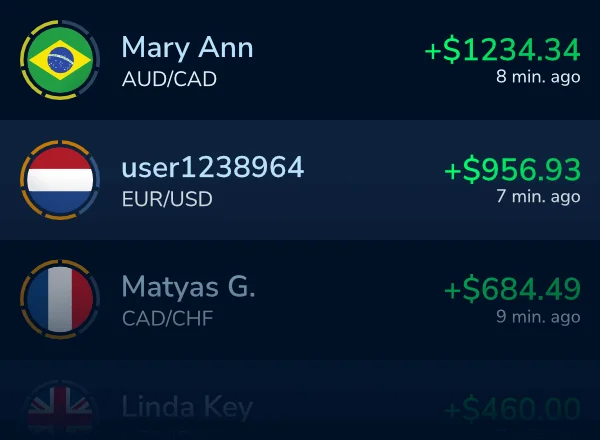 Mary Ann
+$1234.34
AUD/CAD
8 min. ago
user1238964
+$956.93
EUR/USD
7 min. ago
Matyas G.
+$684.49
CAD/CHF
9 min. ago
Linda Key
+$460.00